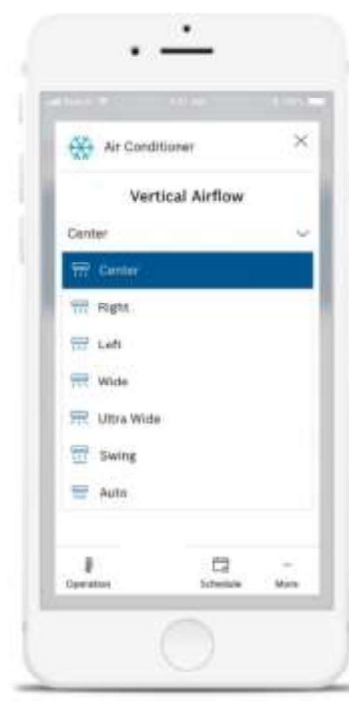 Air Conditioner
Vertical Airflow
Center
Center
Right
Left
Wide
Ultra Wide
Swing
Auto
Operation
Schedule
More